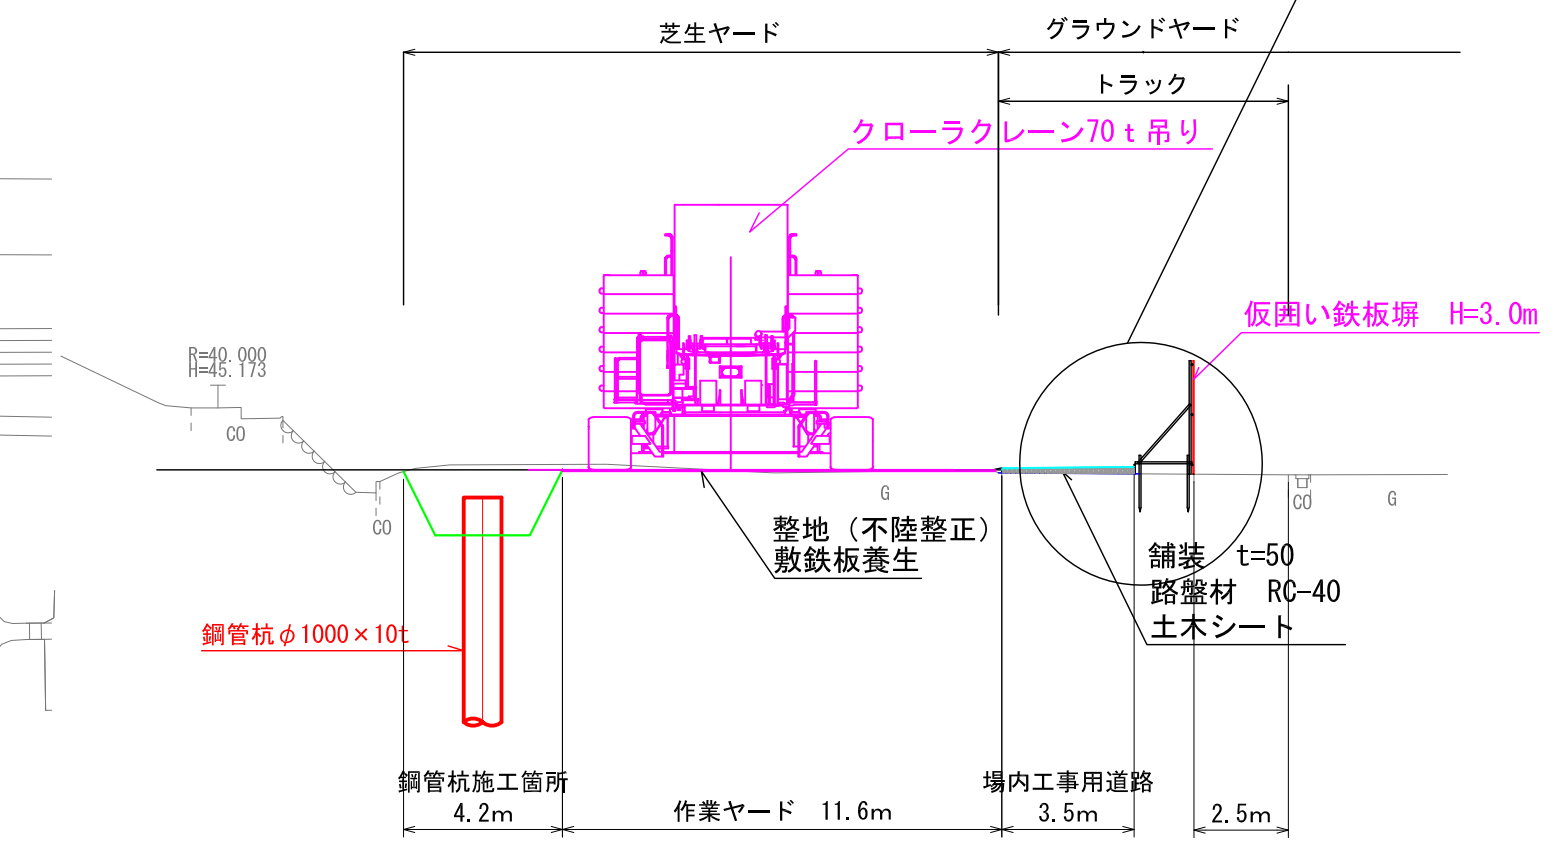 芝生ヤード
グラウンドヤード
トラック
クローラクレーン70ｔ吊り
仮囲い鉄板塀　H=3.0m
R=40.000
H=45.173
CO
CO
G
CO
G
整地（不陸整正）
敷鉄板養生
舗装　t=50
路盤材　RC-40
土木シート
鋼管杭φ1000×10t
鋼管杭施工箇所
4.2m
作業ヤード　11.6m
場内工事用道路
3.5m
2.5m